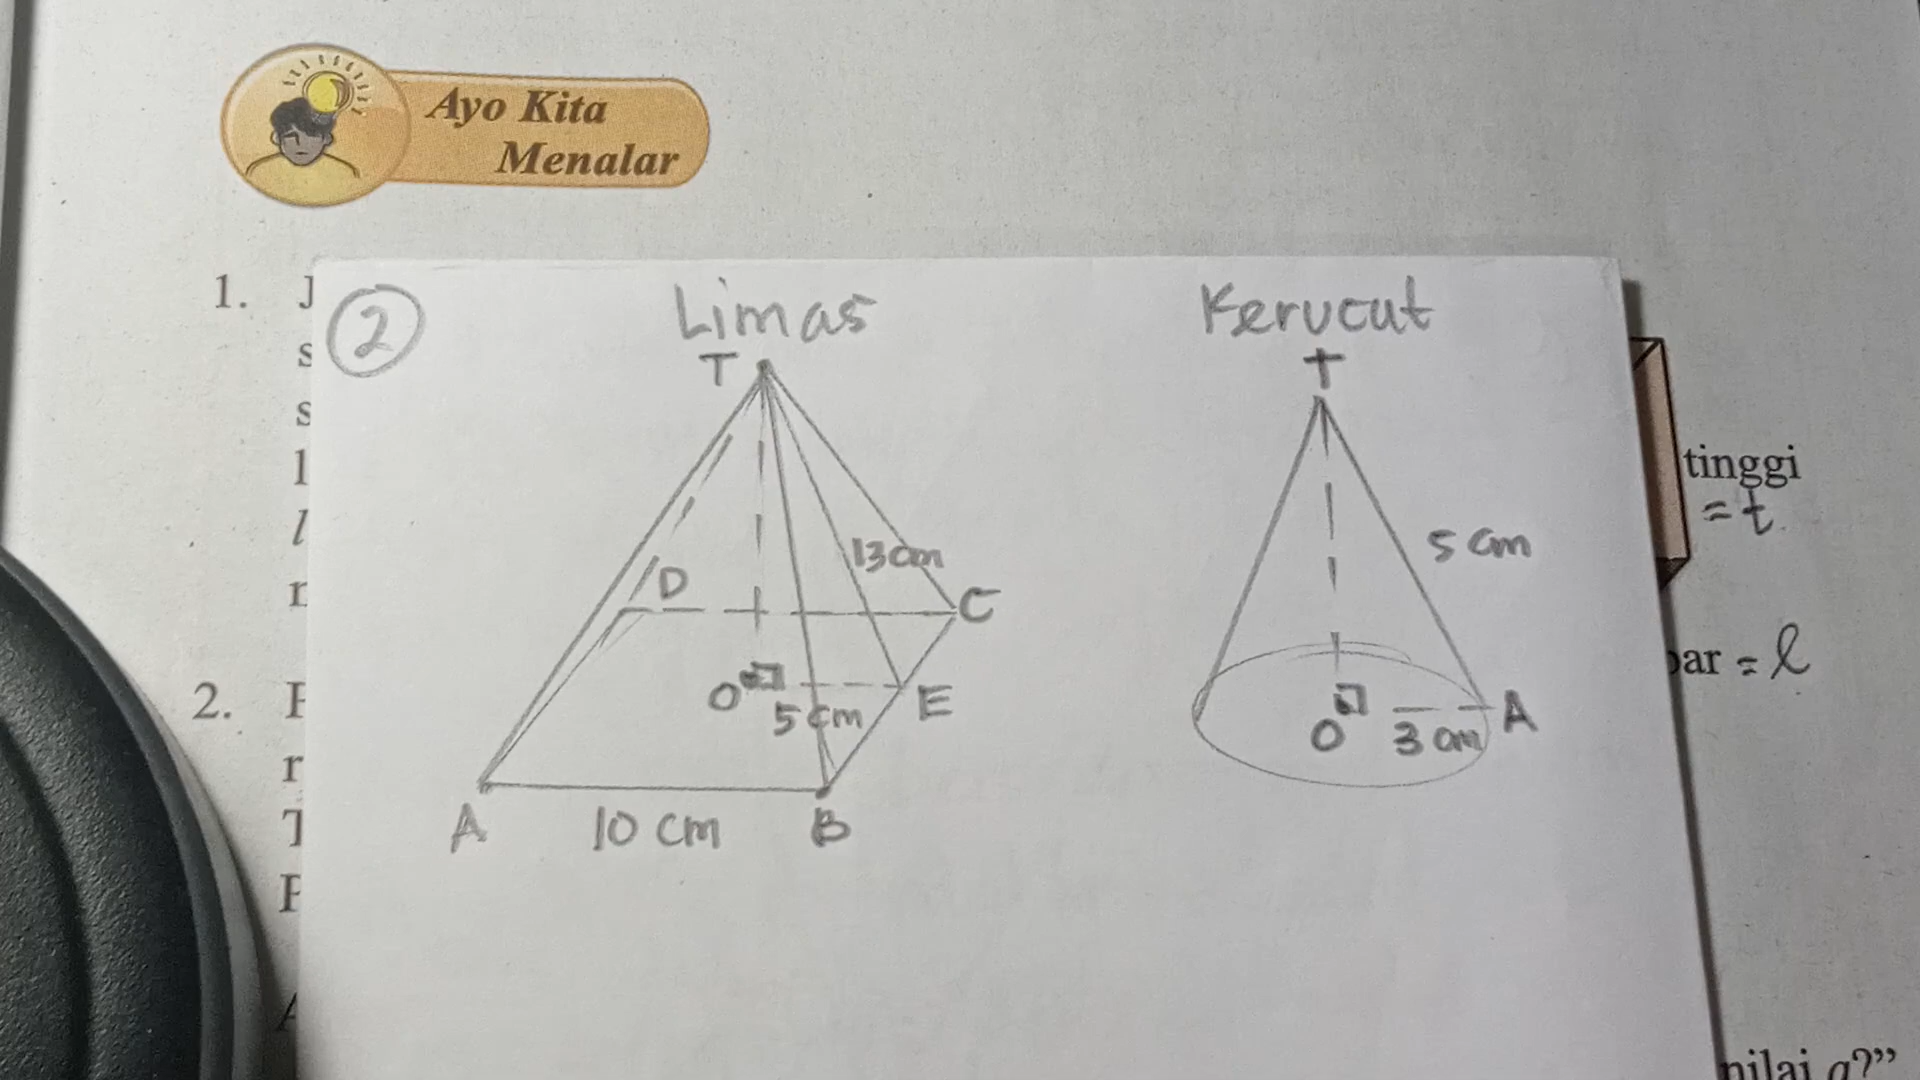 Ayo Kita
Menalar
1. J
2
Limas
Kerucut
T
T
tinggi
= t
13 cm
5 cm
D
C
bar = l
2.
O
5 cm
E
O
3 cm
A
A
10 cm
B
nilai a?”